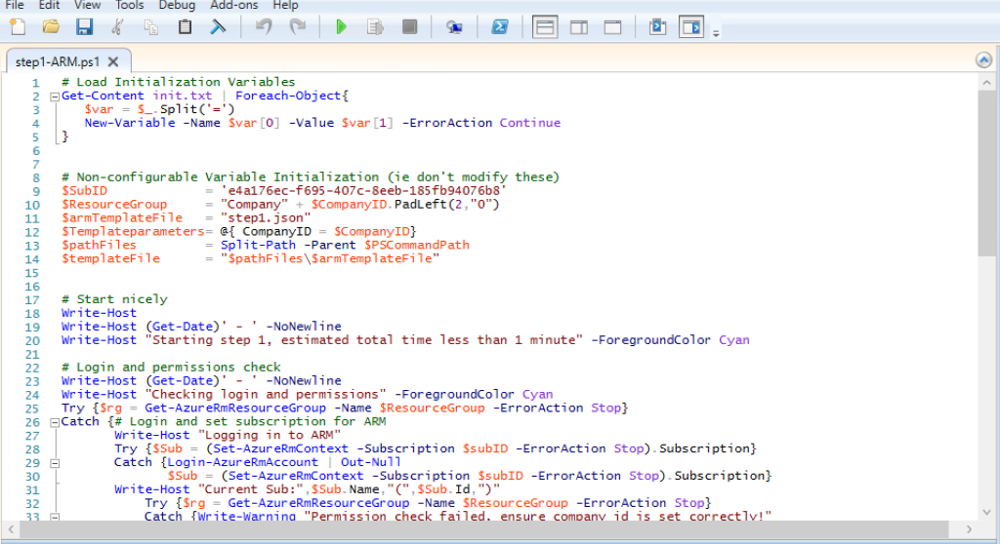 File Edit View Tools Debug Add-ons Help
step1-ARM.ps1
1 # Load Initialization Variables
2 Get-Content init.txt | Foreach-Object{
3 $var = $_.Split('=')
4 New-Variable -Name $var[0] -Value $var[1] -ErrorAction Continue
5 }
6
7
8 # Non-configurable Variable Initialization (ie don't modify these)
9 $SubID = 'e4a176ec-f695-407c-8eeb-185fb94076b8'
10 $ResourceGroup = "Company" + $CompanyID.PadLeft(2,"0")
11 $armTemplateFile = "step1.json"
12 $Templateparameters= @{ CompanyID = $CompanyID}
13 $pathFiles = Split-Path -Parent $PSCommandPath
14 $templateFile = "$pathFiles\$armTemplateFile"
15
16
17 # Start nicely
18 Write-Host
19 Write-Host (Get-Date)' - ' -NoNewline
20 Write-Host "Starting step 1, estimated total time less than 1 minute" -ForegroundColor Cyan
21
22 # Login and permissions check
23 Write-Host (Get-Date)' - ' -NoNewline
24 Write-Host "Checking login and permissions" -ForegroundColor Cyan
25 Try {$rg = Get-AzureRmResourceGroup -Name $ResourceGroup -ErrorAction Stop}
26 Catch {# Login and set subscription for ARM
27 Write-Host "Logging in to ARM"
28 Try {$Sub = (Set-AzureRmContext -Subscription $subID -ErrorAction Stop).Subscription}
29 Catch {Login-AzureRmAccount | Out-Null
30 $Sub = (Set-AzureRmContext -Subscription $subID -ErrorAction Stop).Subscription}
31 Write-Host "Current Sub:",$Sub.Name,"(",$Sub.Id,")"
32 Try {$rg = Get-AzureRmResourceGroup -Name $ResourceGroup -ErrorAction Stop}
33 Catch {Write-Warning "Permission check failed, ensure company id is set correctly!"